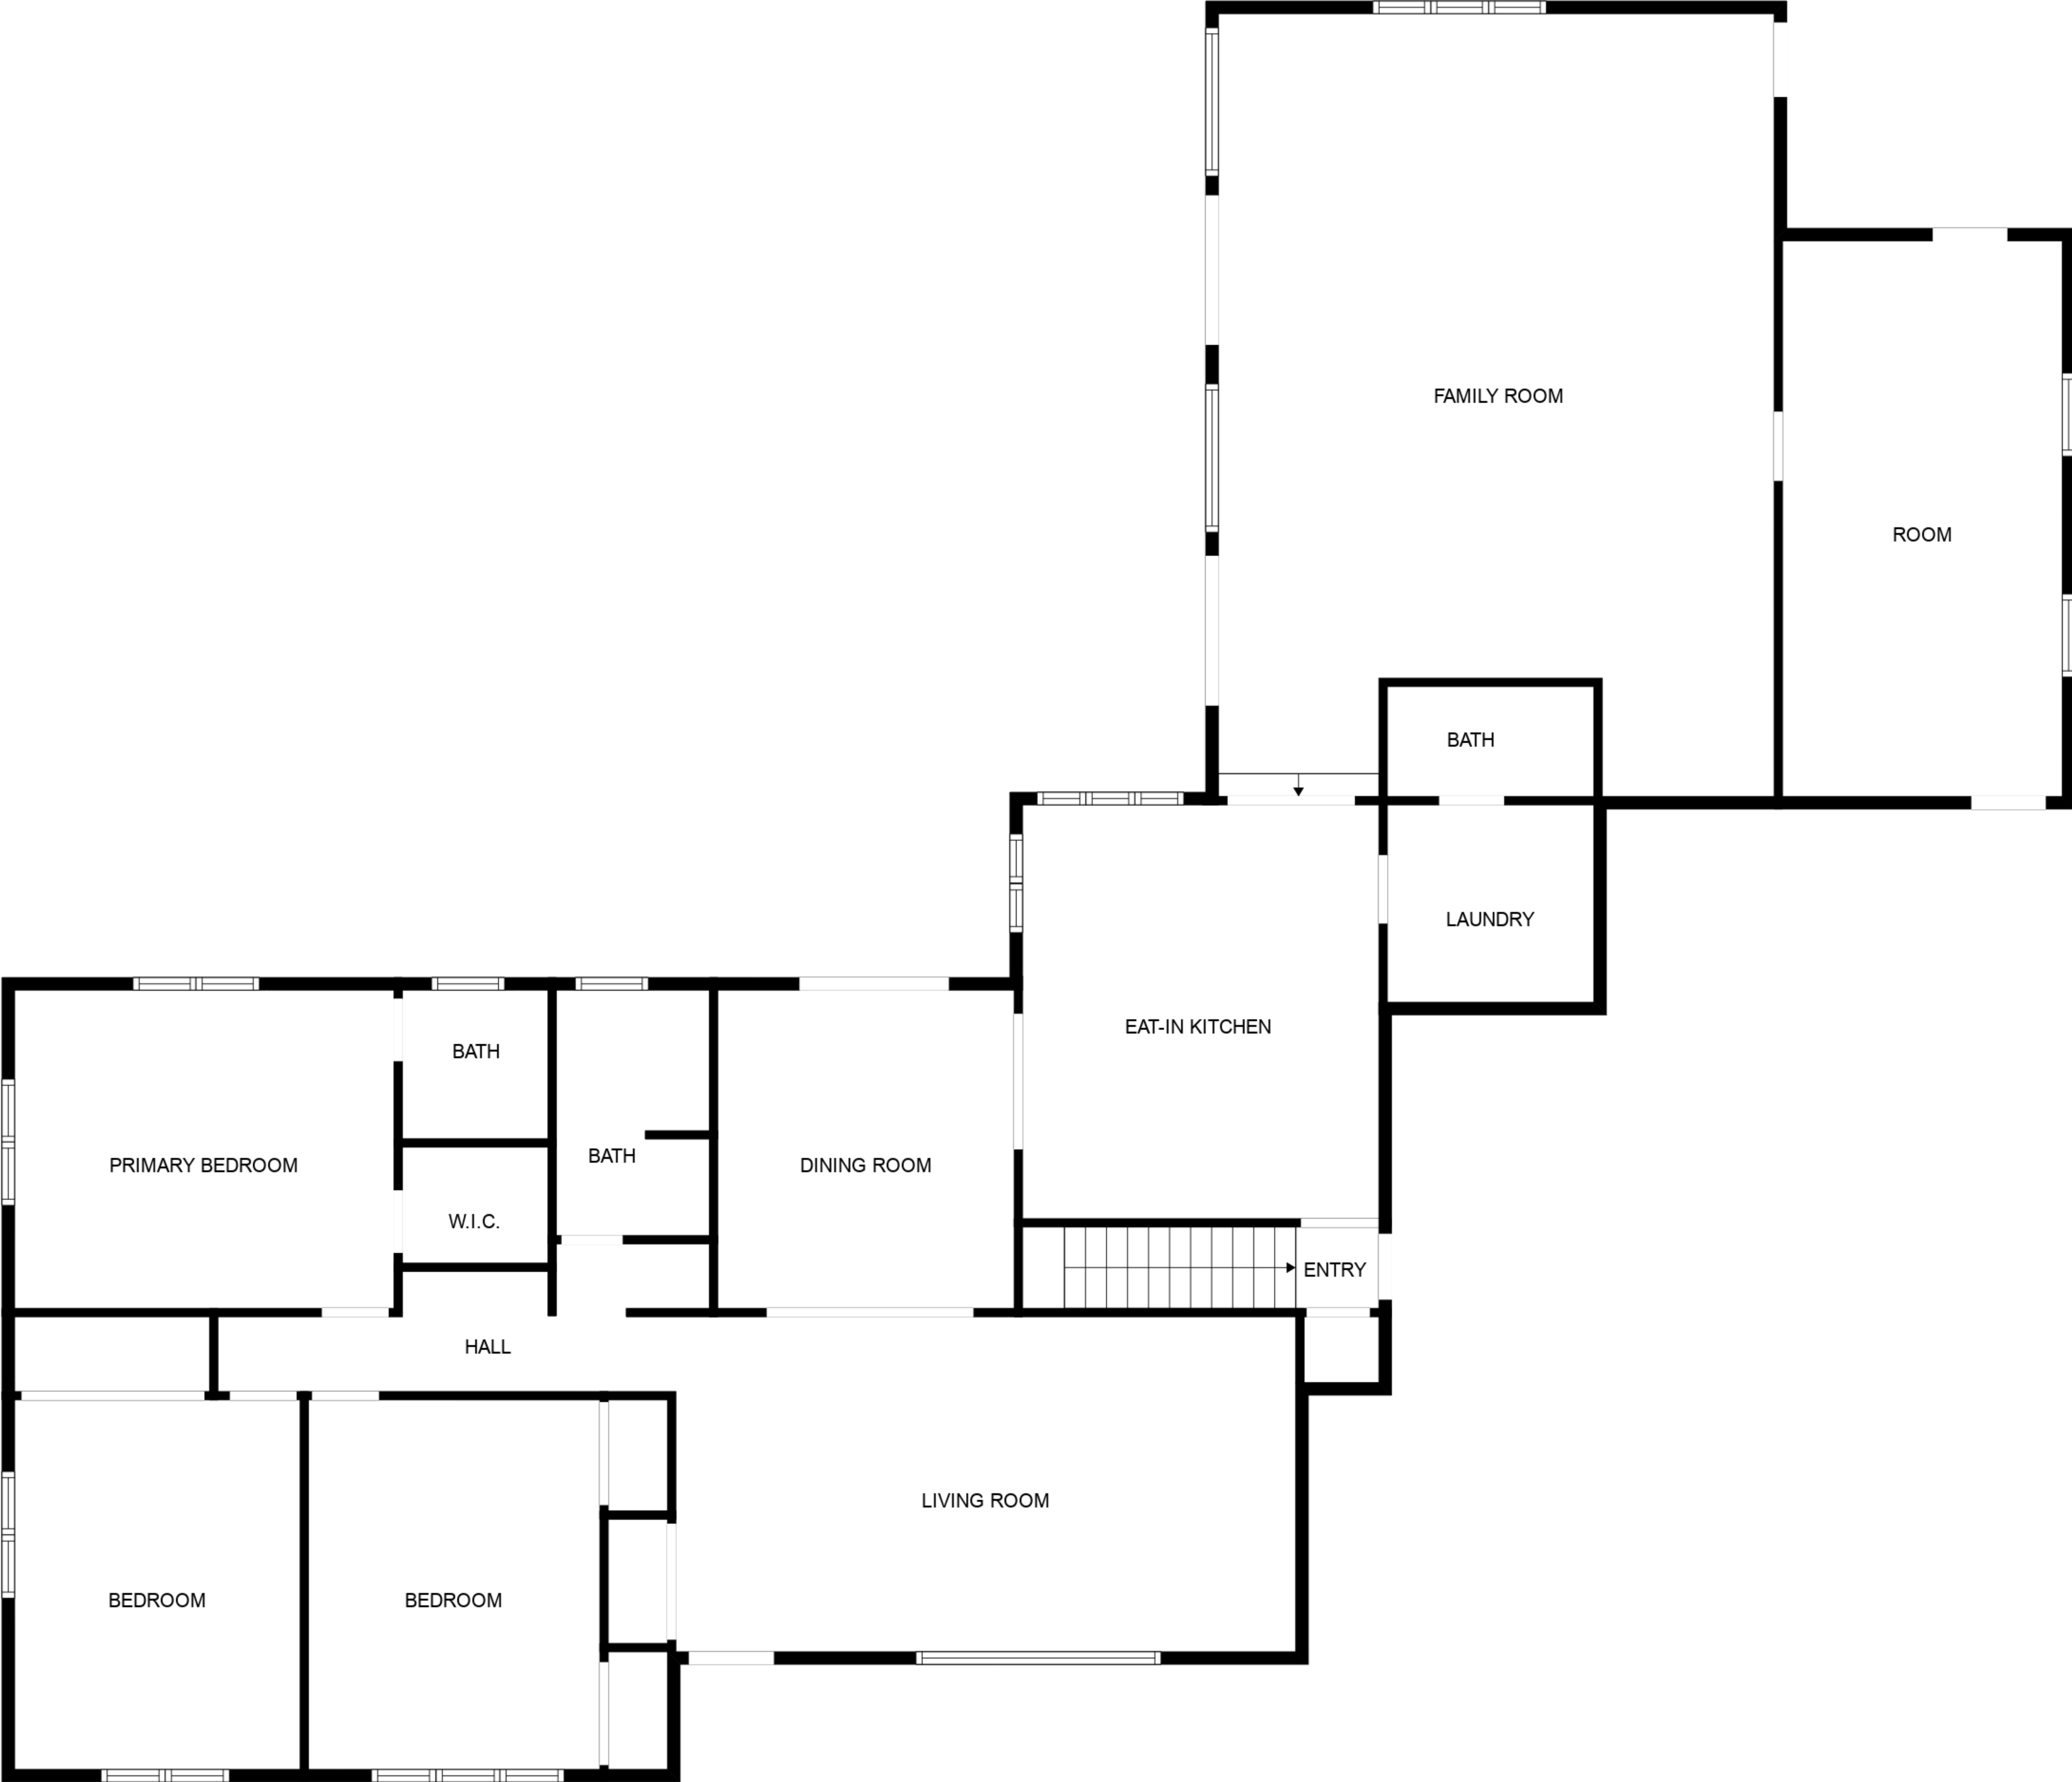 FAMILY ROOM
ROOM
BATH
LAUNDRY
EAT-IN KITCHEN
BATH
BATH
PRIMARY BEDROOM
DINING ROOM
W.I.C.
ENTRY
HALL
LIVING ROOM
BEDROOM
BEDROOM